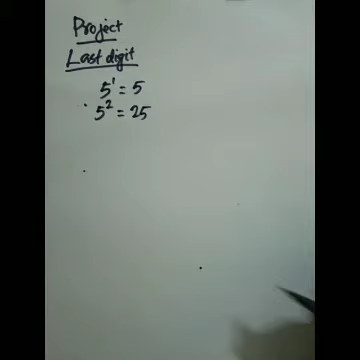 Project
Last digit
5¹ = 5
5² = 25